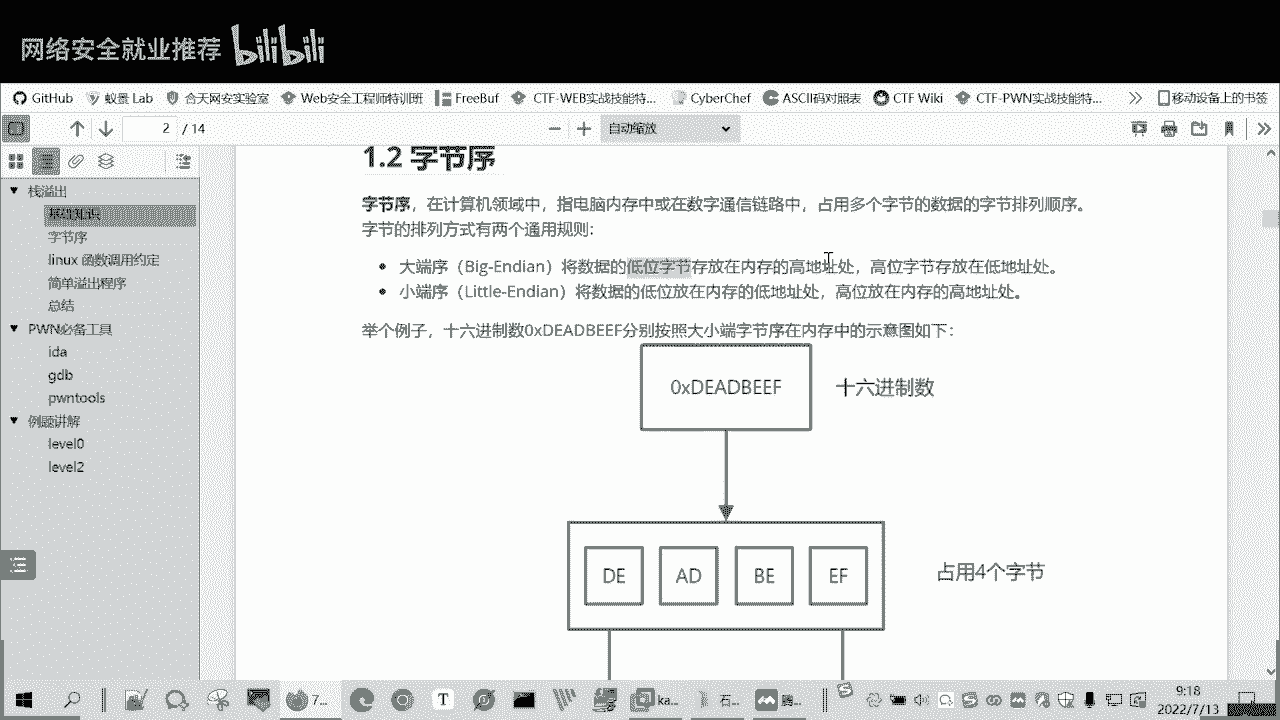 网络安全就业推荐 bilibili
GitHub 蚁景 Lab 合天网安实验室 Web安全工程师特训班 FreeBuf CTF-WEB实战技能特... CyberChef ASCII码对照表 CTF Wiki CTF-PWN实战技能特... 移动设备上的书签
2 / 14 自动缩放
栈溢出
基础知识
字节序
linux 函数调用约定
简单溢出程序
总结
PWN必备工具
ida
gdb
pwntools
例题讲解
level0
level2
1.2 字节序
字节序，在计算机领域中，指电脑内存中或在数字通信链路中，占用多个字节的数据的字节排列顺序。
字节的排列方式有两个通用规则:
• 大端序（Big-Endian）将数据的低位字节存放在内存的高地址处，高位字节存放在低地址处。
• 小端序（Little-Endian）将数据的低位放在内存的低地址处，高位放在内存的高地址处。
举个例子，十六进制数0xDEADBEEF分别按照大小端字节序在内存中的示意图如下：
0xDEADBEEF 十六进制数
DE AD BE EF 占用4个字节
7... ka... 石... 腾...
9:18
2022/7/13